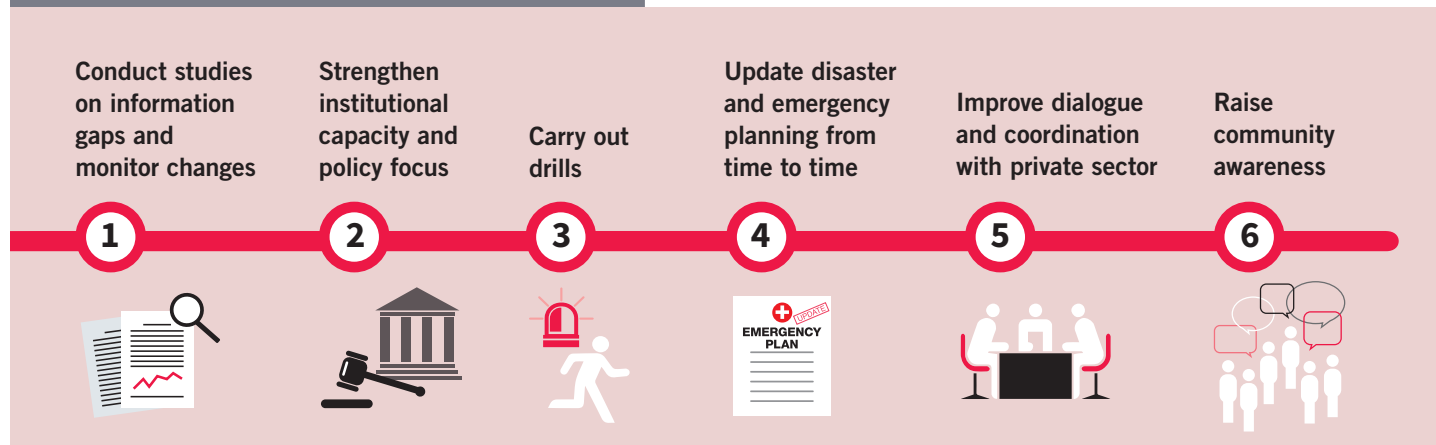 Conduct studies
on information
gaps and
monitor changes
Strengthen
institutional
capacity and
policy focus
Carry out
drills
Update disaster
and emergency
planning from
time to time
Improve dialogue
and coordination
with private sector
Raise
community
awareness
1
2
3
4
5
6
UPDATE
EMERGENCY
PLAN